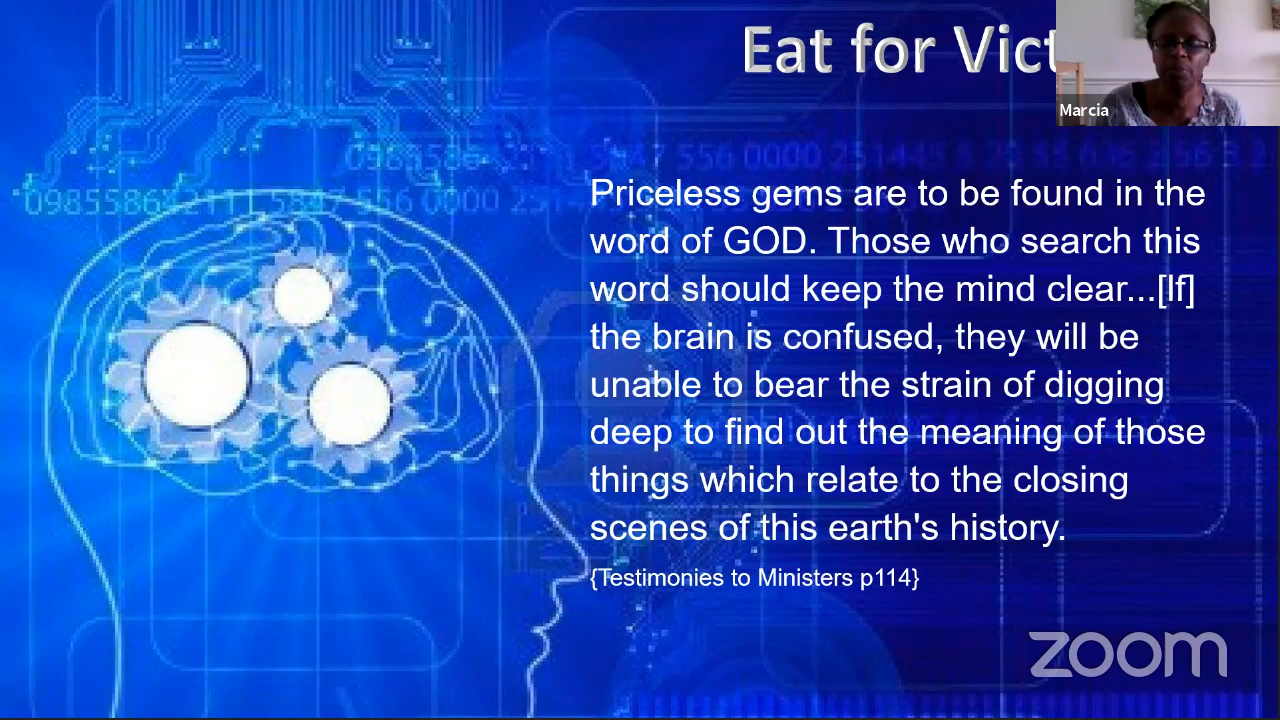 Eat for Vict
Marcia
Priceless gems are to be found in the
word of GOD. Those who search this
word should keep the mind clear...[If]
the brain is confused, they will be
unable to bear the strain of digging
deep to find out the meaning of those
things which relate to the closing
scenes of this earth's history.
{Testimonies to Ministers p114}
zoom